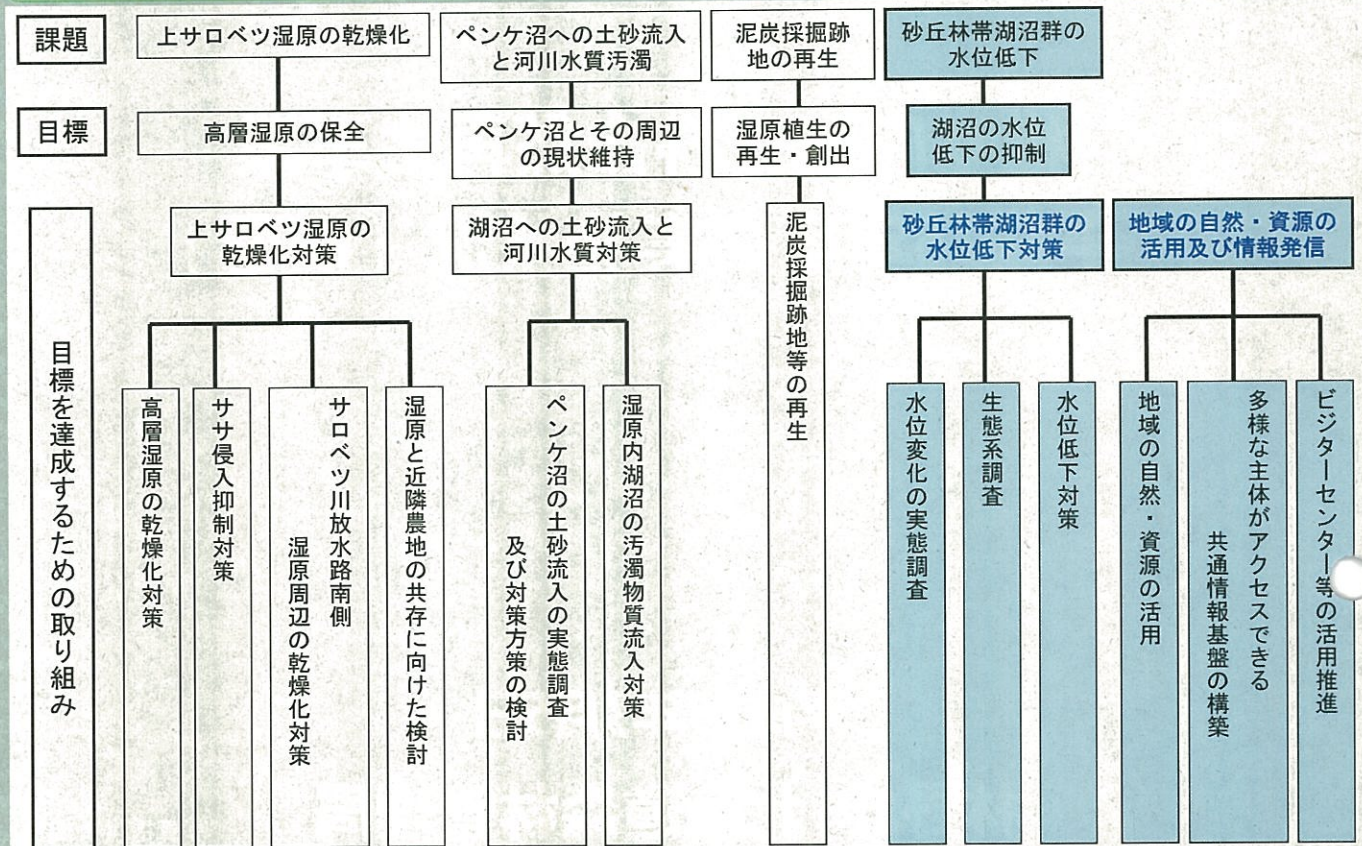 課題
上サロベツ湿原の乾燥化
ペンケ沼への土砂流入
と河川水質汚濁
泥炭採掘跡
地の再生
砂丘林帯湖沼群の
水位低下
目標
高層湿原の保全
ペンケ沼とその周辺
の現状維持
湿原植生の
再生・創出
湖沼の水位
低下の抑制
目標を達成するための取り組み
上サロベツ湿原の
乾燥化対策
高層湿原の乾燥化対策
ササ侵入抑制対策
サロベツ川放水路南側
湿原周辺の乾燥化対策
湿原と近隣農地の共存に向けた検討
湖沼への土砂流入と
河川水質対策
ペンケ沼の土砂流入の実態調査
及び対策方策の検討
湿原内湖沼の汚濁物質流入対策
泥炭採掘跡地等の再生
砂丘林帯湖沼群の
水位低下対策
水位変化の実態調査
生態系調査
水位低下対策
地域の自然・資源の
活用及び情報発信
地域の自然・資源の活用
多様な主体がアクセスできる
共通情報基盤の構築
ビジターセンター等の活用推進